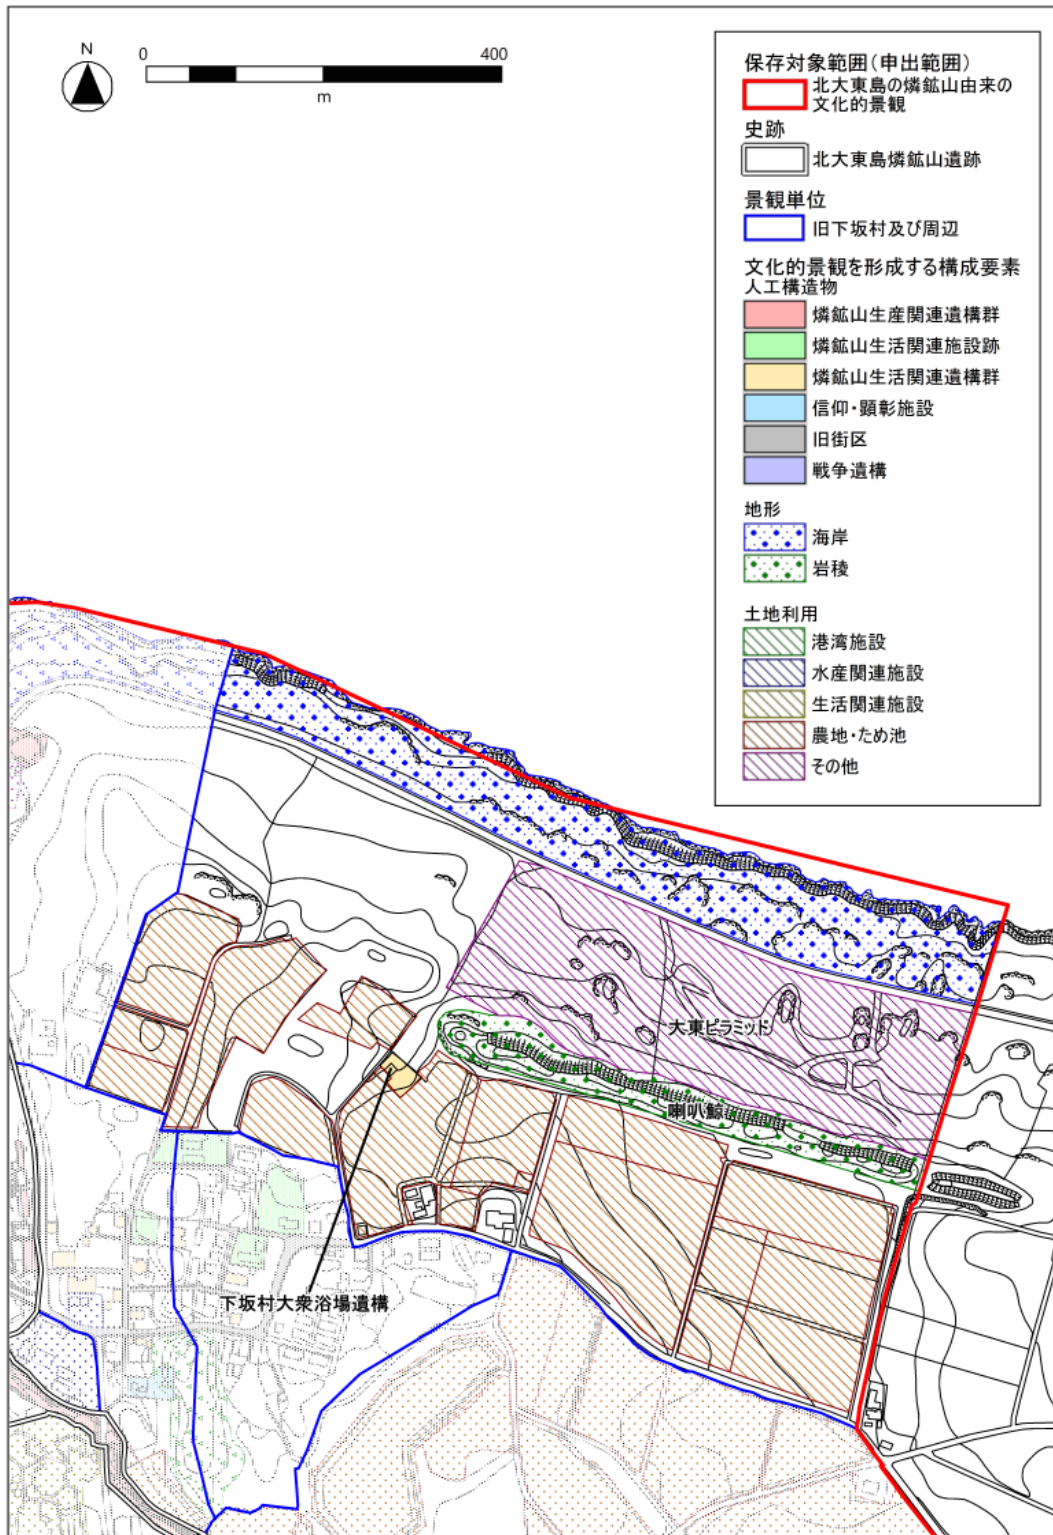 N
0
400
m
保存対象範囲(申出範囲)
北大東島の燐鉱山由来の
文化的景観
史跡
北大東島燐鉱山遺跡
景観単位
旧下坂村及び周辺
文化的景観を形成する構成要素
人工構造物
燐鉱山生産関連遺構群
燐鉱山生活関連施設跡
燐鉱山生活関連遺構群
信仰・顕彰施設
旧街区
戦争遺構
地形
海岸
岩稜
土地利用
港湾施設
水産関連施設
生活関連施設
農地・ため池
その他
大東ピラミッド
喇叭鯨
下坂村大衆浴場遺構